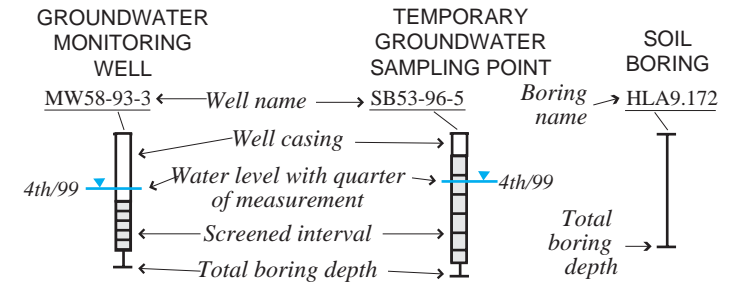 GROUNDWATER
MONITORING
WELL
TEMPORARY
GROUNDWATER
SAMPLING POINT
SOIL
BORING
MW58-93-3
Well name
SB53-96-5
Boring
name
HLA9.172
Well casing
4th/99
Water level with quarter
of measurement
4th/99
Screened interval
Total boring depth
Total
boring
depth